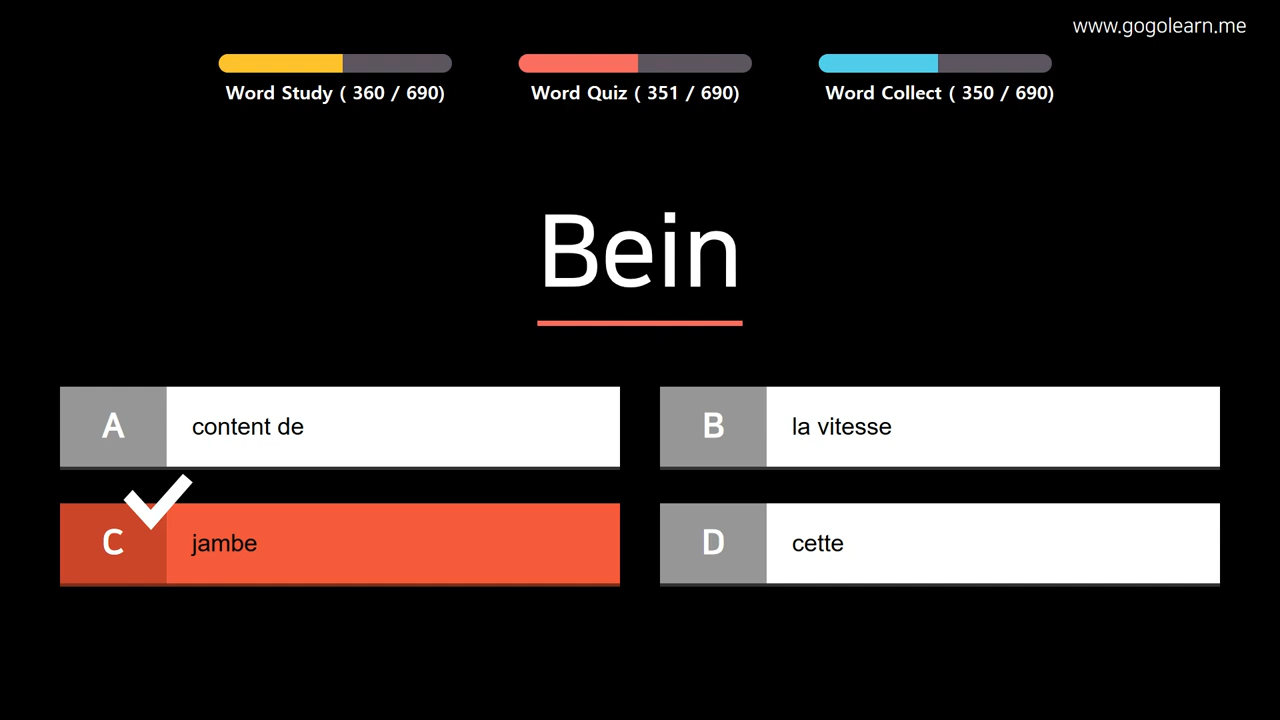 www.gogolearn.me
Word Study ( 360 / 690)
Word Quiz ( 351 / 690)
Word Collect ( 350 / 690)
Bein
A content de
B la vitesse
C jambe
D cette